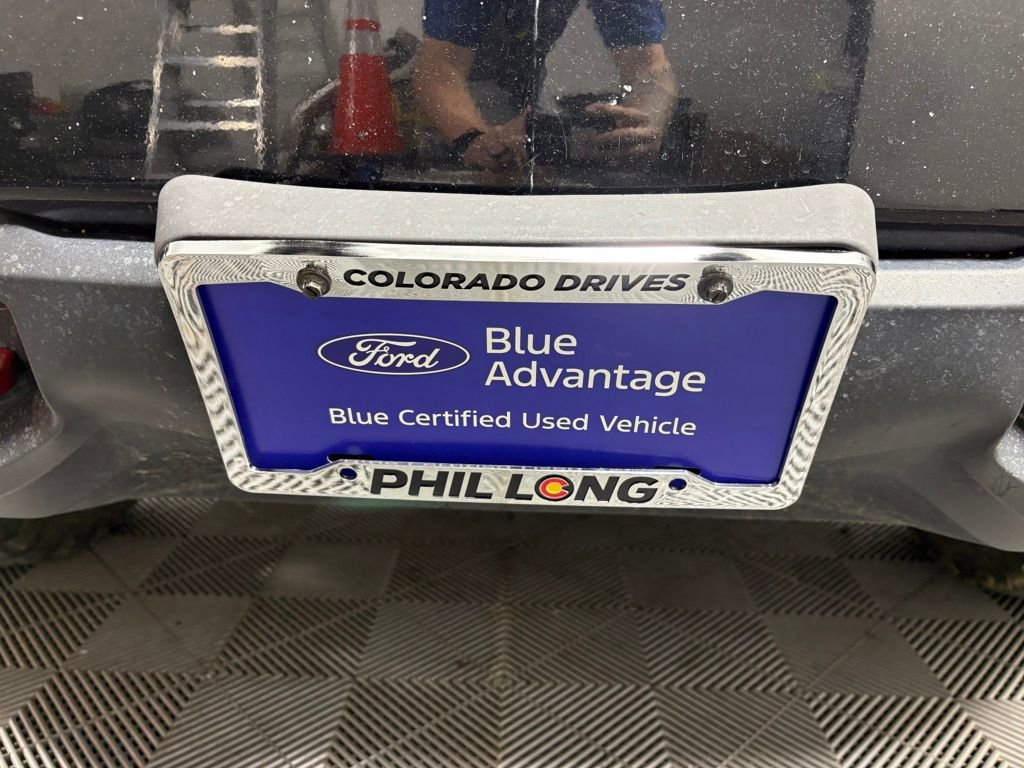 COLORADO DRIVES
Ford
Blue
Advantage
Blue Certified Used Vehicle
PHIL LONG